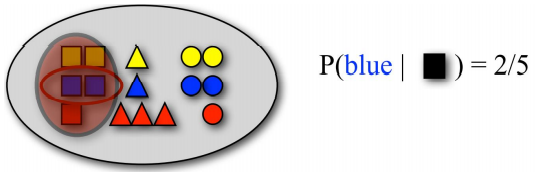 P(blue | ■) = 2/5